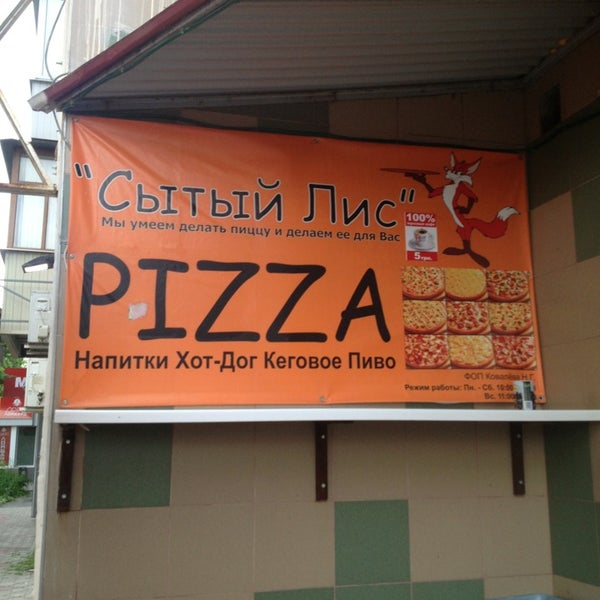 "Сытый Лис"
Мы умеем делать пиццу и делаем ее для Вас
100%
5 грн.
PIZZA
Напитки Хот-Дог Кеговое Пиво
ФОП Ковалёва Н.Г.
Режим работы: Пн. - Сб. 10:00
Вс. 11:00